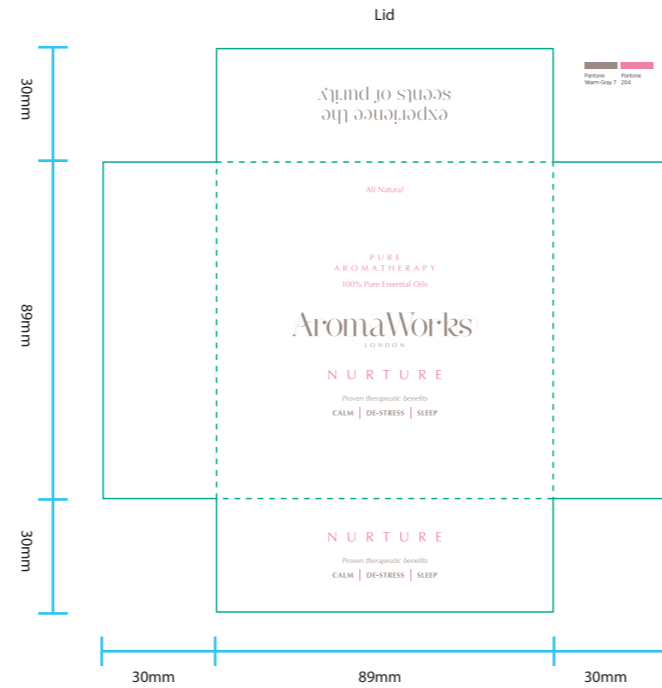 Lid
30mm
experience the
scents of purity
Pantone
Warm Gray 7
Pantone
204
All Natural
PURE
AROMATHERAPY
100% Pure Essential Oils
89mm
AromaWorks
LONDON
NURTURE
Proven therapeutic benefits
CALM | DE-STRESS | SLEEP
30mm
NURTURE
Proven therapeutic benefits
CALM | DE-STRESS | SLEEP
30mm
89mm
30mm